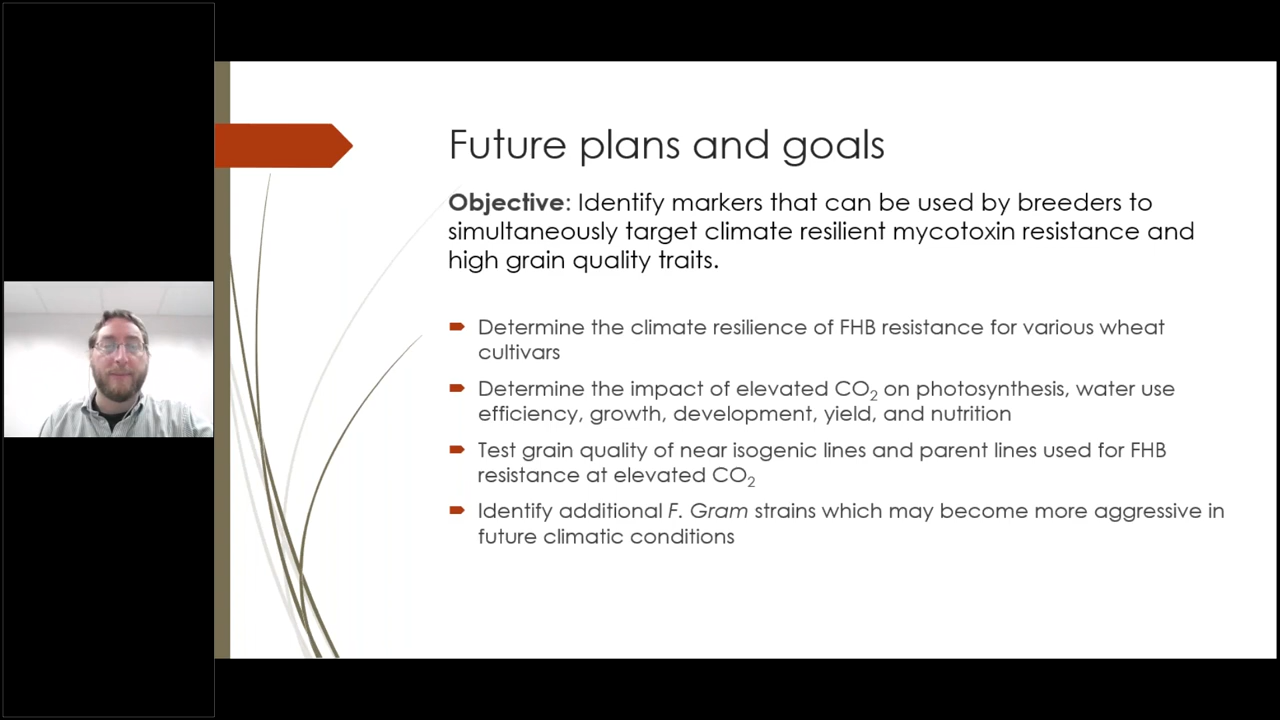 Future plans and goals
Objective: Identify markers that can be used by breeders to
simultaneously target climate resilient mycotoxin resistance and
high grain quality traits.
Determine the climate resilience of FHB resistance for various wheat
cultivars
Determine the impact of elevated CO₂ on photosynthesis, water use
efficiency, growth, development, yield, and nutrition
Test grain quality of near isogenic lines and parent lines used for FHB
resistance at elevated CO₂
Identify additional F. Gram strains which may become more aggressive in
future climatic conditions